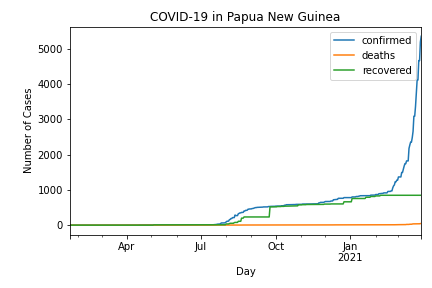 COVID-19 in Papua New Guinea
confirmed
deaths
recovered
Number of Cases
5000
4000
3000
2000
1000
0
Apr
Jul
Oct
Jan
2021
Day